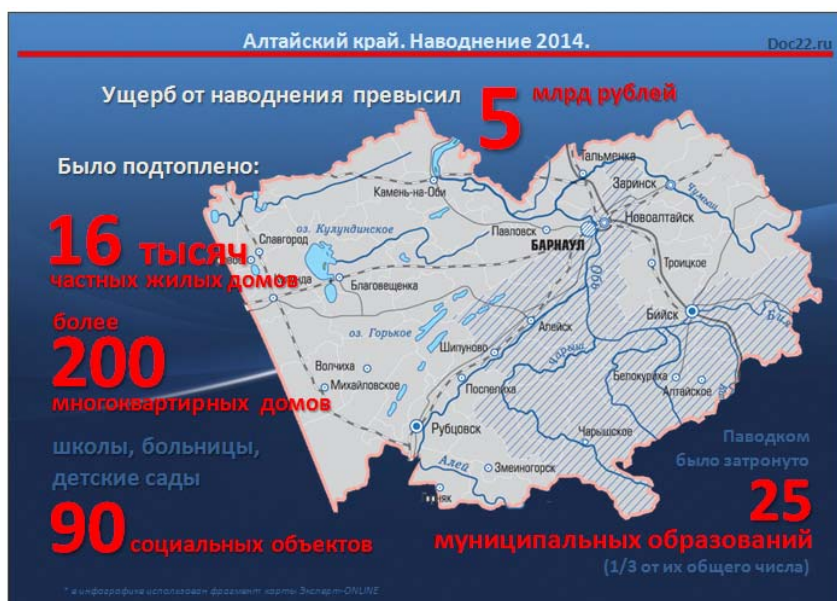 Алтайский край. Наводнение 2014.
Doc22.ru
Ущерб от наводнения превысил 5 млрд рублей
Было подтоплено:
16 тысяч
частных жилых домов
более
200
многоквартирных домов
школы, больницы,
детские сады
90 социальных объектов
Паводком
было затронуто
25
муниципальных образований
(1/3 от их общего числа)
* в инфографике использован фрагмент карты Эксперт-ONLINE
Камень-на-Оби
Тальменка
Заринск
Чумыш
оз. Кулундинское
Славгород
Павловск
Новоалтайск
БАРНАУЛ
Благовещенка
Обь
Троицкое
Бийск
оз. Горькое
Алейск
Шипуново
Чарыш
Волчиха
Михайловское
Поспелиха
Белокуриха
Алтайское
Рубцовск
Чарышское
Алей
Змеиногорск